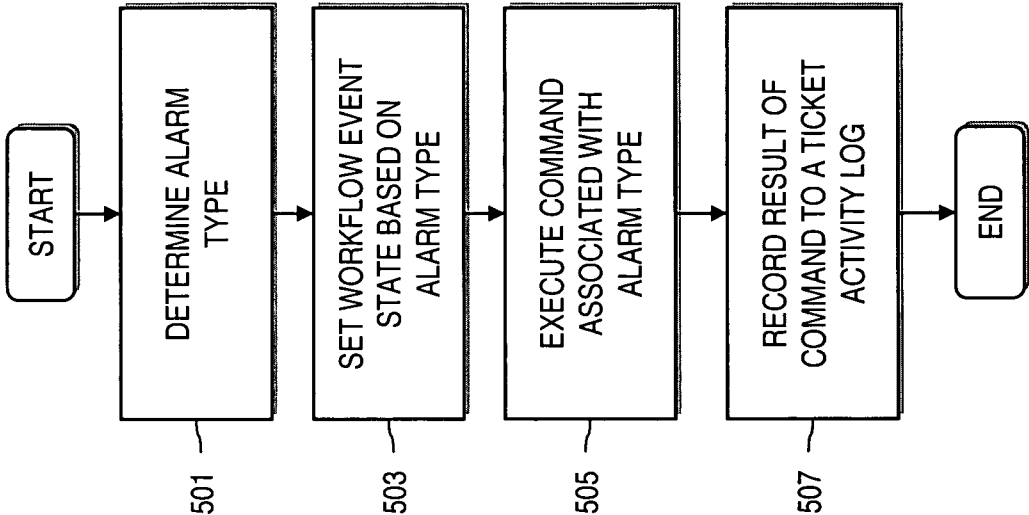 START
DETERMINE ALARM
TYPE
501
SET WORKFLOW EVENT
STATE BASED ON
ALARM TYPE
503
EXECUTE COMMAND
ASSOCIATED WITH
ALARM TYPE
505
RECORD RESULT OF
COMMAND TO A TICKET
ACTIVITY LOG
507
END